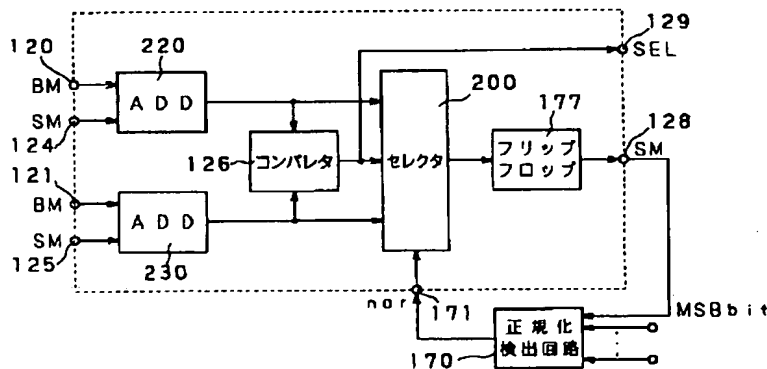 129
SEL
120
220
200
BM
ADD
177
128
SM
フリップ
フロップ
SM
124
126
コンパレタ
セレクタ
121
BM
ADD
SM
125
230
nor
171
MSBbit
正規化
検出回路
170